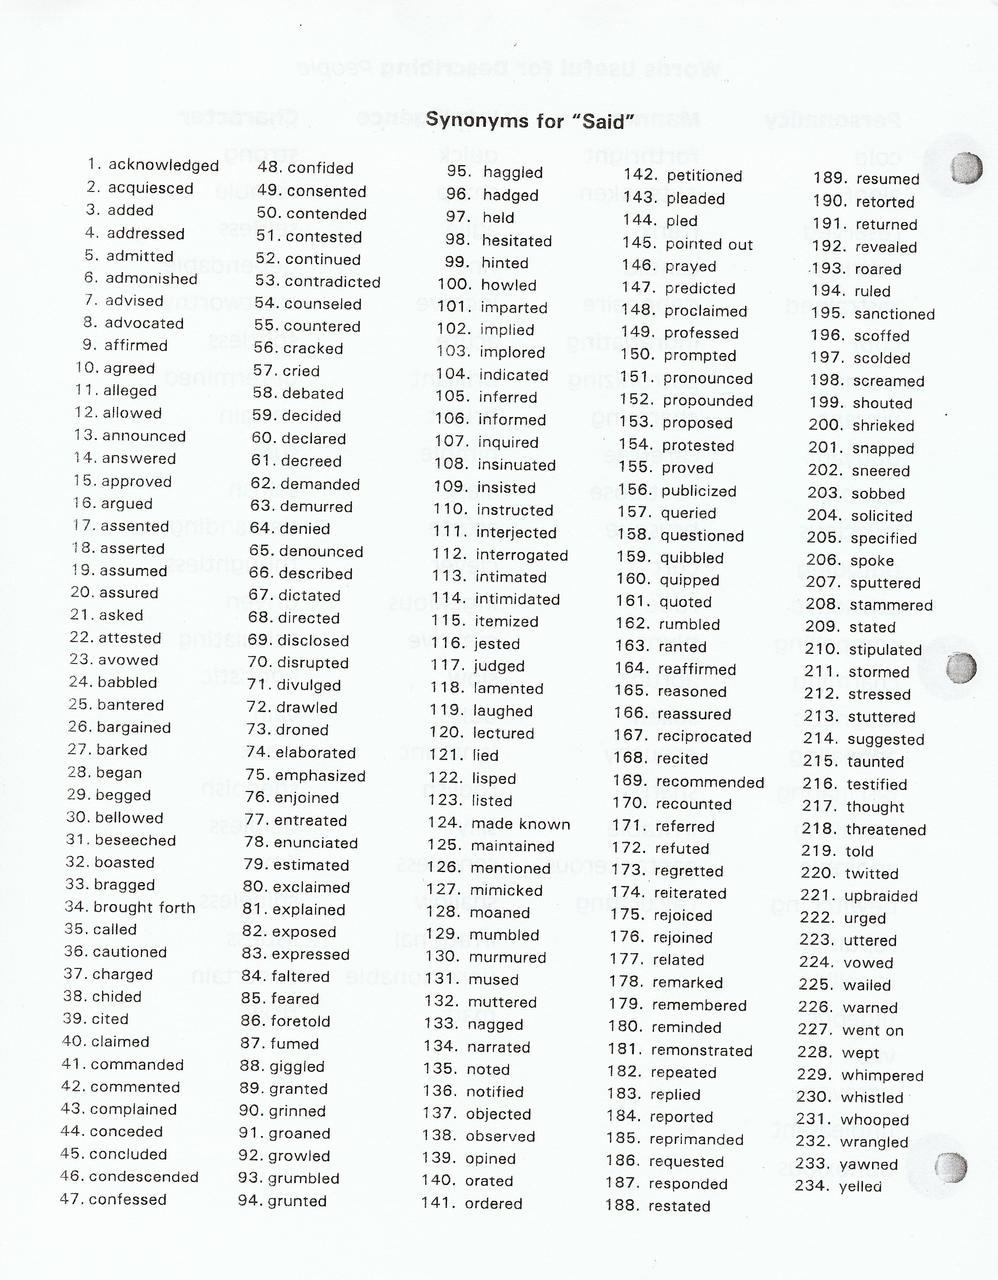 Synonyms for "Said"
1. acknowledged
2. acquiesced
3. added
4. addressed
5. admitted
6. admonished
7. advised
8. advocated
9. affirmed
10. agreed
11. alleged
12. allowed
13. announced
14. answered
15. approved
16. argued
17. assented
18. asserted
19. assumed
20. assured
21. asked
22. attested
23. avowed
24. babbled
25. bantered
26. bargained
27. barked
28. began
29. begged
30. bellowed
31. beseeched
32. boasted
33. bragged
34. brought forth
35. called
36. cautioned
37. charged
38. chided
39. cited
40. claimed
41. commanded
42. commented
43. complained
44. conceded
45. concluded
46. condescended
47. confessed
48. confided
49. consented
50. contended
51. contested
52. continued
53. contradicted
54. counseled
55. countered
56. cracked
57. cried
58. debated
59. decided
60. declared
61. decreed
62. demanded
63. demurred
64. denied
65. denounced
66. described
67. dictated
68. directed
69. disclosed
70. disrupted
71. divulged
72. drawled
73. droned
74. elaborated
75. emphasized
76. enjoined
77. entreated
78. enunciated
79. estimated
80. exclaimed
81. explained
82. exposed
83. expressed
84. faltered
85. feared
86. foretold
87. fumed
88. giggled
89. granted
90. grinned
91. groaned
92. growled
93. grumbled
94. grunted
95. haggled
96. hadged
97. held
98. hesitated
99. hinted
100. howled
101. imparted
102. implied
103. implored
104. indicated
105. inferred
106. informed
107. inquired
108. insinuated
109. insisted
110. instructed
111. interjected
112. interrogated
113. intimated
114. intimidated
115. itemized
116. jested
117. judged
118. lamented
119. laughed
120. lectured
121. lied
122. lisped
123. listed
124. made known
125. maintained
126. mentioned
127. mimicked
128. moaned
129. mumbled
130. murmured
131. mused
132. muttered
133. nagged
134. narrated
135. noted
136. notified
137. objected
138. observed
139. opined
140. orated
141. ordered
142. petitioned
143. pleaded
144. pled
145. pointed out
146. prayed
147. predicted
148. proclaimed
149. professed
150. prompted
151. pronounced
152. propounded
153. proposed
154. protested
155. proved
156. publicized
157. queried
158. questioned
159. quibbled
160. quipped
161. quoted
162. rumbled
163. ranted
164. reaffirmed
165. reasoned
166. reassured
167. reciprocated
168. recited
169. recommended
170. recounted
171. referred
172. refuted
173. regretted
174. reiterated
175. rejoiced
176. rejoined
177. related
178. remarked
179. remembered
180. reminded
181. remonstrated
182. repeated
183. replied
184. reported
185. reprimanded
186. requested
187. responded
188. restated
189. resumed
190. retorted
191. returned
192. revealed
193. roared
194. ruled
195. sanctioned
196. scoffed
197. scolded
198. screamed
199. shouted
200. shrieked
201. snapped
202. sneered
203. sobbed
204. solicited
205. specified
206. spoke
207. sputtered
208. stammered
209. stated
210. stipulated
211. stormed
212. stressed
213. stuttered
214. suggested
215. taunted
216. testified
217. thought
218. threatened
219. told
220. twitted
221. upbraided
222. urged
223. uttered
224. vowed
225. wailed
226. warned
227. went on
228. wept
229. whimpered
230. whistled
231. whooped
232. wrangled
233. yawned
234. yelled